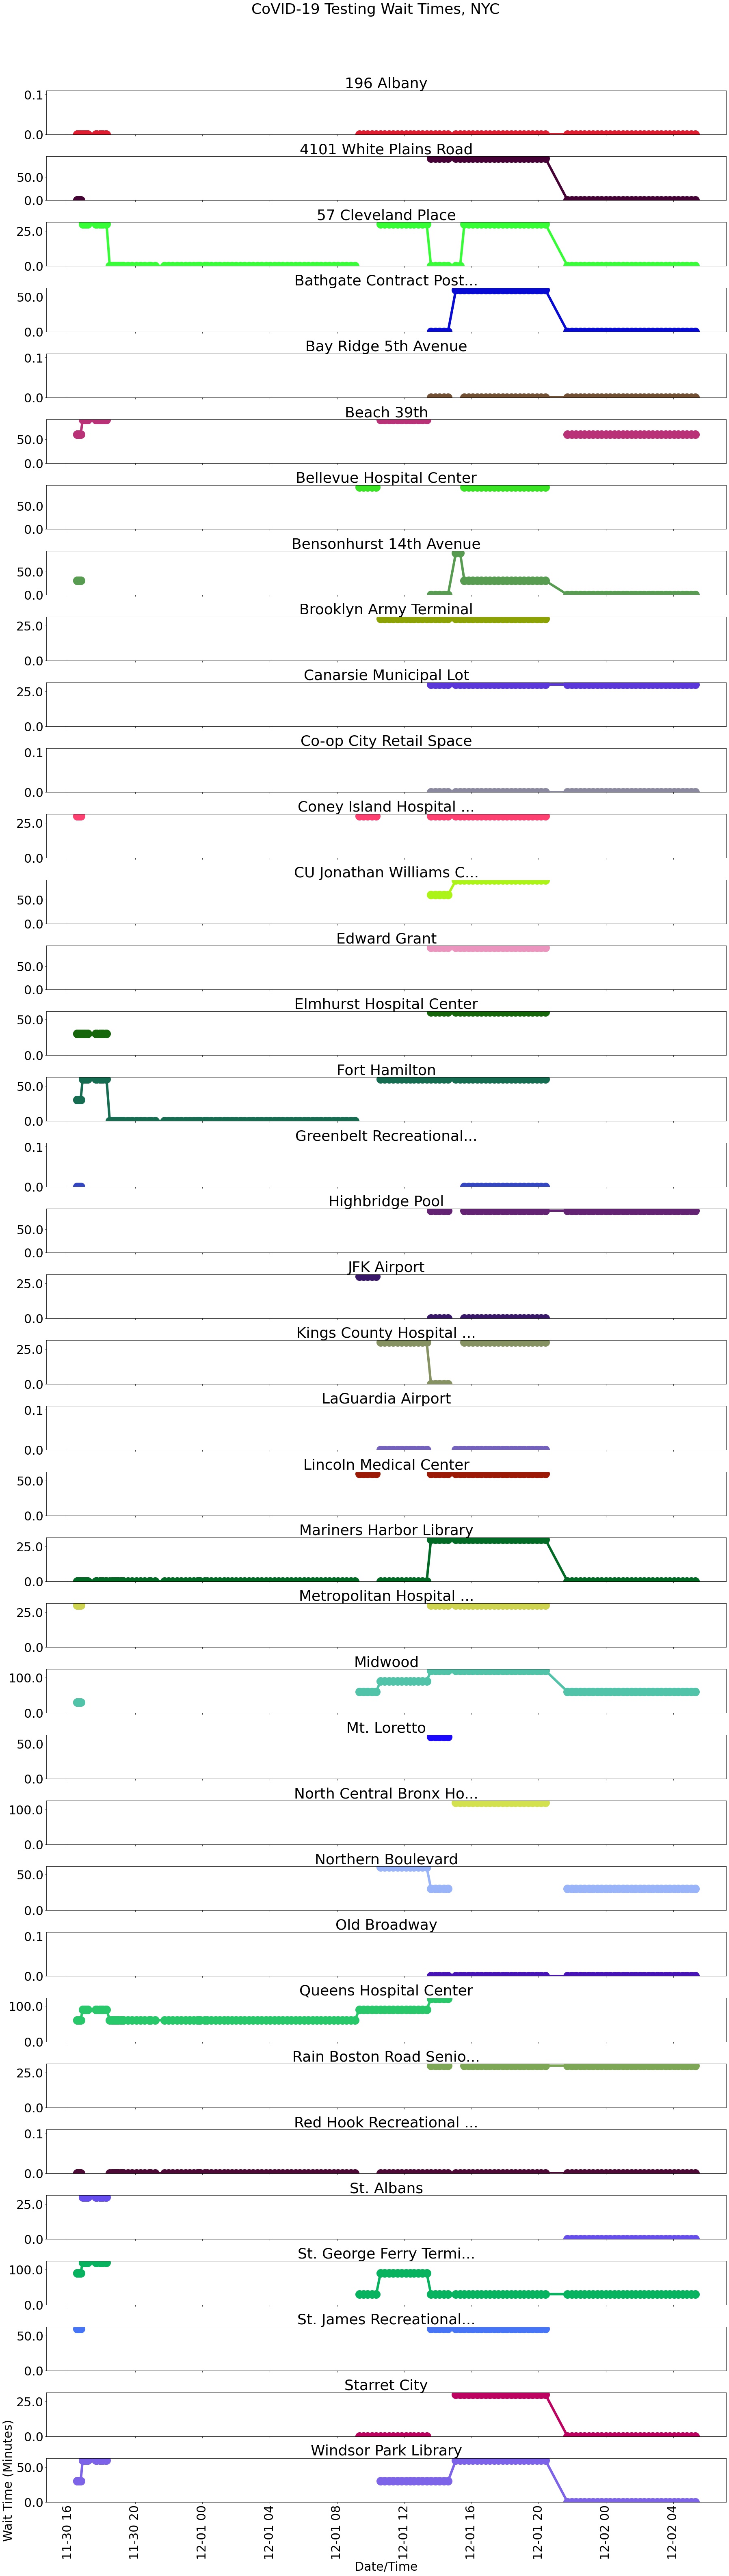 CoVID-19 Testing Wait Times, NYC
196 Albany
0.1
0.0
4101 White Plains Road
50.0
0.0
57 Cleveland Place
25.0
0.0
Bathgate Contract Post...
50.0
0.0
Bay Ridge 5th Avenue
0.1
0.0
Beach 39th
50.0
0.0
Bellevue Hospital Center
50.0
0.0
Bensonhurst 14th Avenue
50.0
0.0
Brooklyn Army Terminal
25.0
0.0
Canarsie Municipal Lot
25.0
0.0
Co-op City Retail Space
0.1
0.0
Coney Island Hospital ...
25.0
0.0
CU Jonathan Williams C...
50.0
0.0
Edward Grant
50.0
0.0
Elmhurst Hospital Center
50.0
0.0
Fort Hamilton
50.0
0.0
Greenbelt Recreational...
0.1
0.0
Highbridge Pool
50.0
0.0
JFK Airport
25.0
0.0
Kings County Hospital ...
25.0
0.0
LaGuardia Airport
0.1
0.0
Lincoln Medical Center
50.0
0.0
Mariners Harbor Library
25.0
0.0
Metropolitan Hospital ...
25.0
0.0
Midwood
100.0
0.0
Mt. Loretto
50.0
0.0
North Central Bronx Ho...
100.0
0.0
Northern Boulevard
50.0
0.0
Old Broadway
0.1
0.0
Queens Hospital Center
100.0
0.0
Rain Boston Road Senio...
25.0
0.0
Red Hook Recreational ...
0.1
0.0
St. Albans
25.0
0.0
St. George Ferry Termi...
100.0
0.0
St. James Recreational...
50.0
0.0
Starret City
25.0
0.0
Windsor Park Library
50.0
0.0
Wait Time (Minutes)
11-30 16
11-30 20
12-01 00
12-01 04
12-01 08
12-01 12
12-01 16
12-01 20
12-02 00
12-02 04
Date/Time